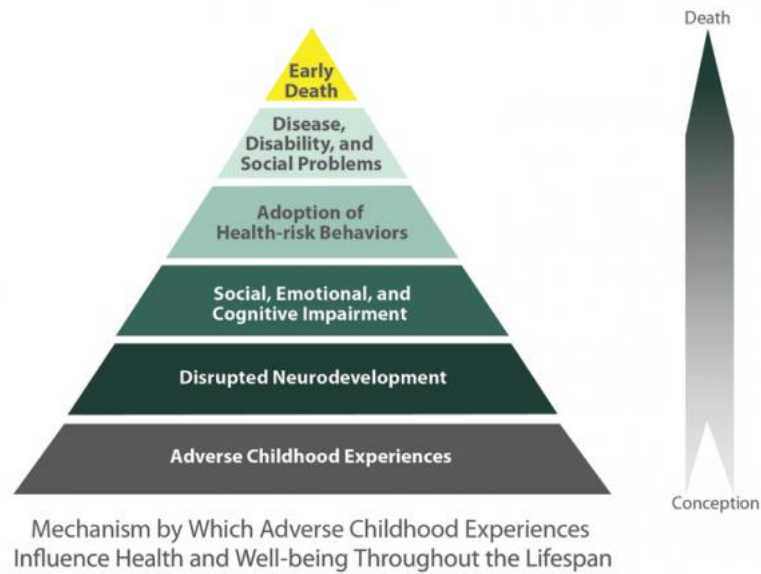 Death
Early
Death
Disease,
Disability, and
Social Problems
Adoption of
Health-risk Behaviors
Social, Emotional, and
Cognitive Impairment
Disrupted Neurodevelopment
Adverse Childhood Experiences
Conception
Mechanism by Which Adverse Childhood Experiences
Influence Health and Well-being Throughout the Lifespan